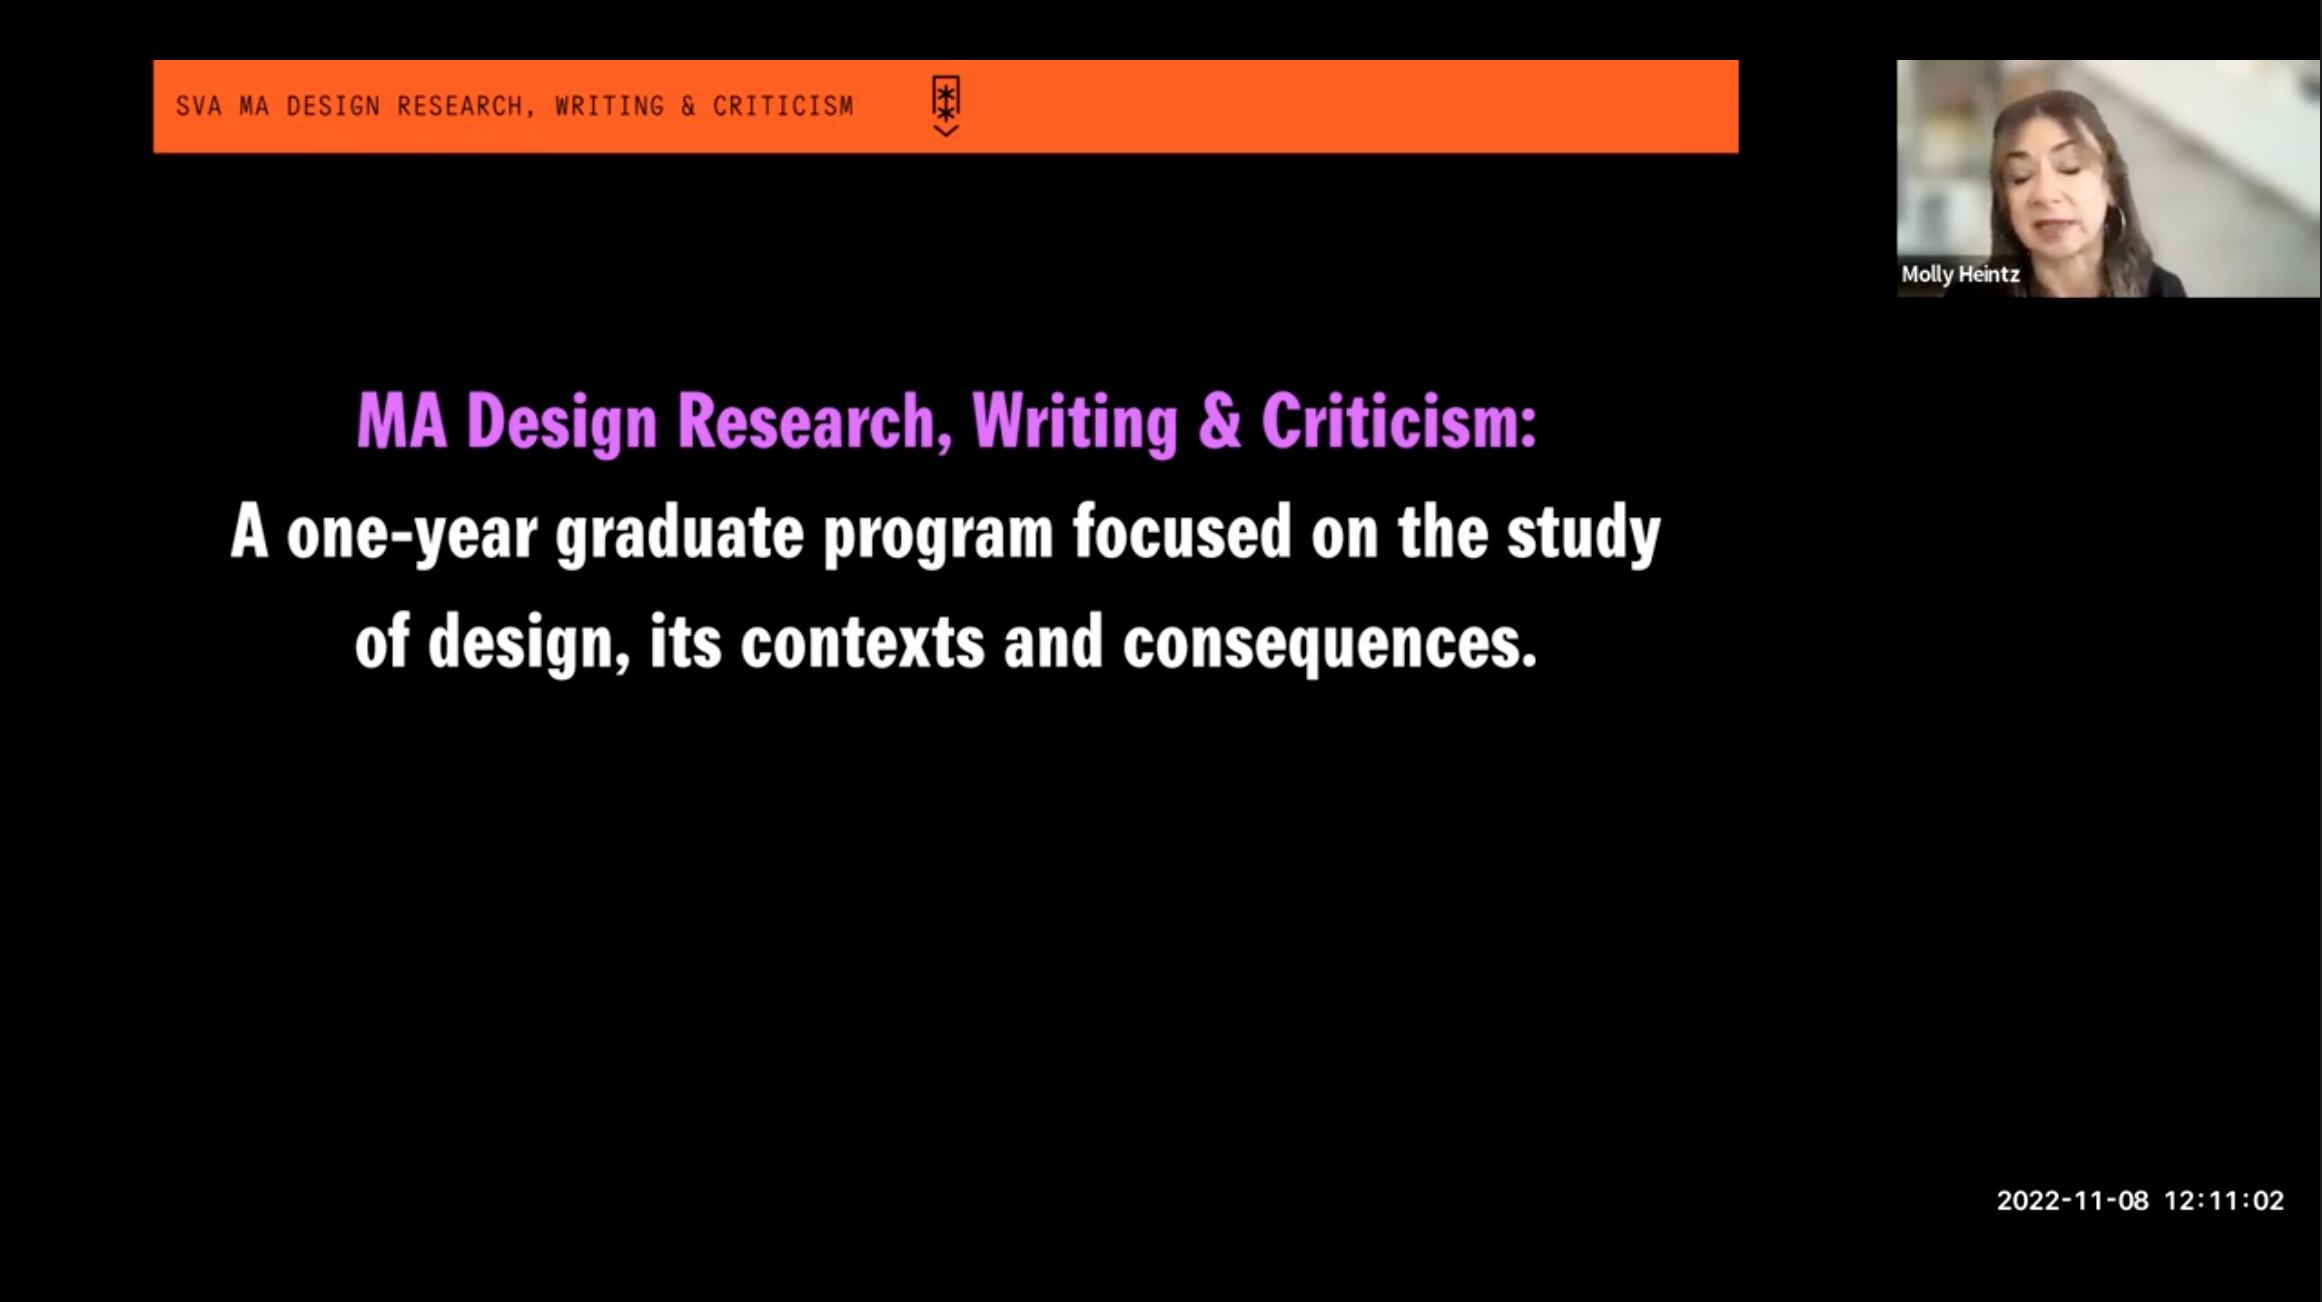 SVA MA DESIGN RESEARCH, WRITING & CRITICISM
Molly Heintz
MA Design Research, Writing & Criticism:
A one-year graduate program focused on the study
of design, its contexts and consequences.
2022-11-08 12:11:02